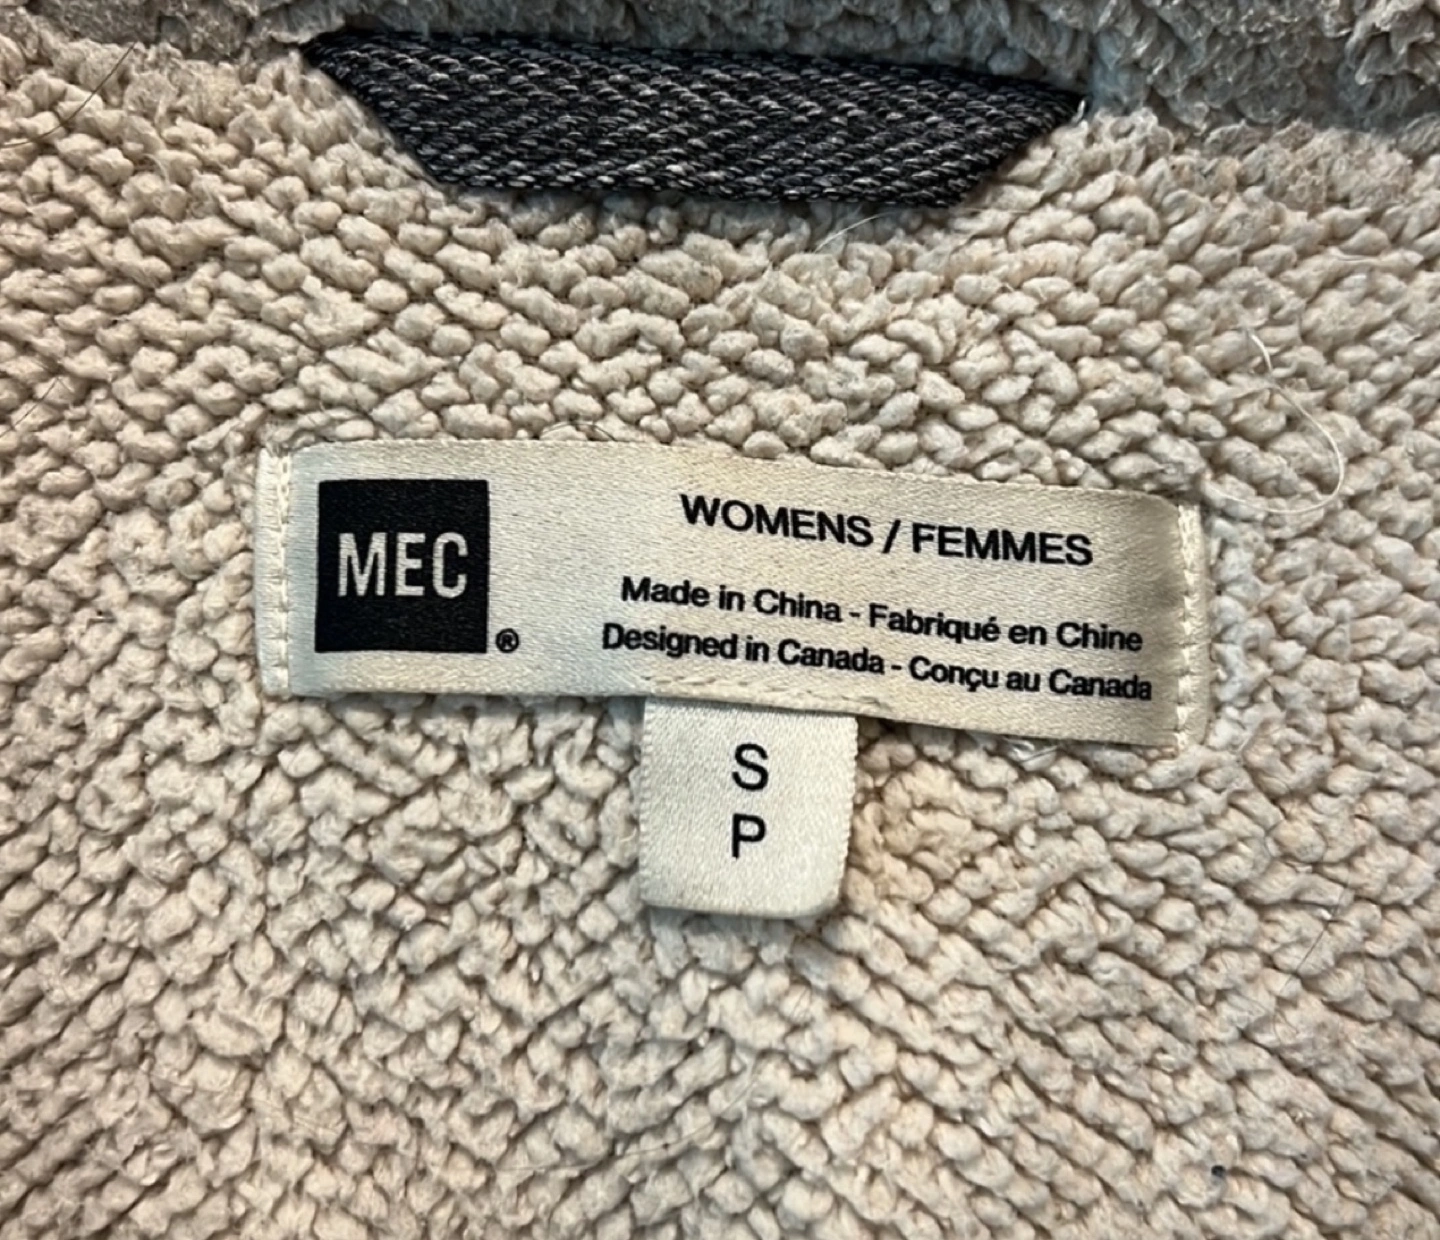 MEC
®
WOMENS / FEMMES
Made in China - Fabriqué en Chine
Designed in Canada - Conçu au Canada
S
P